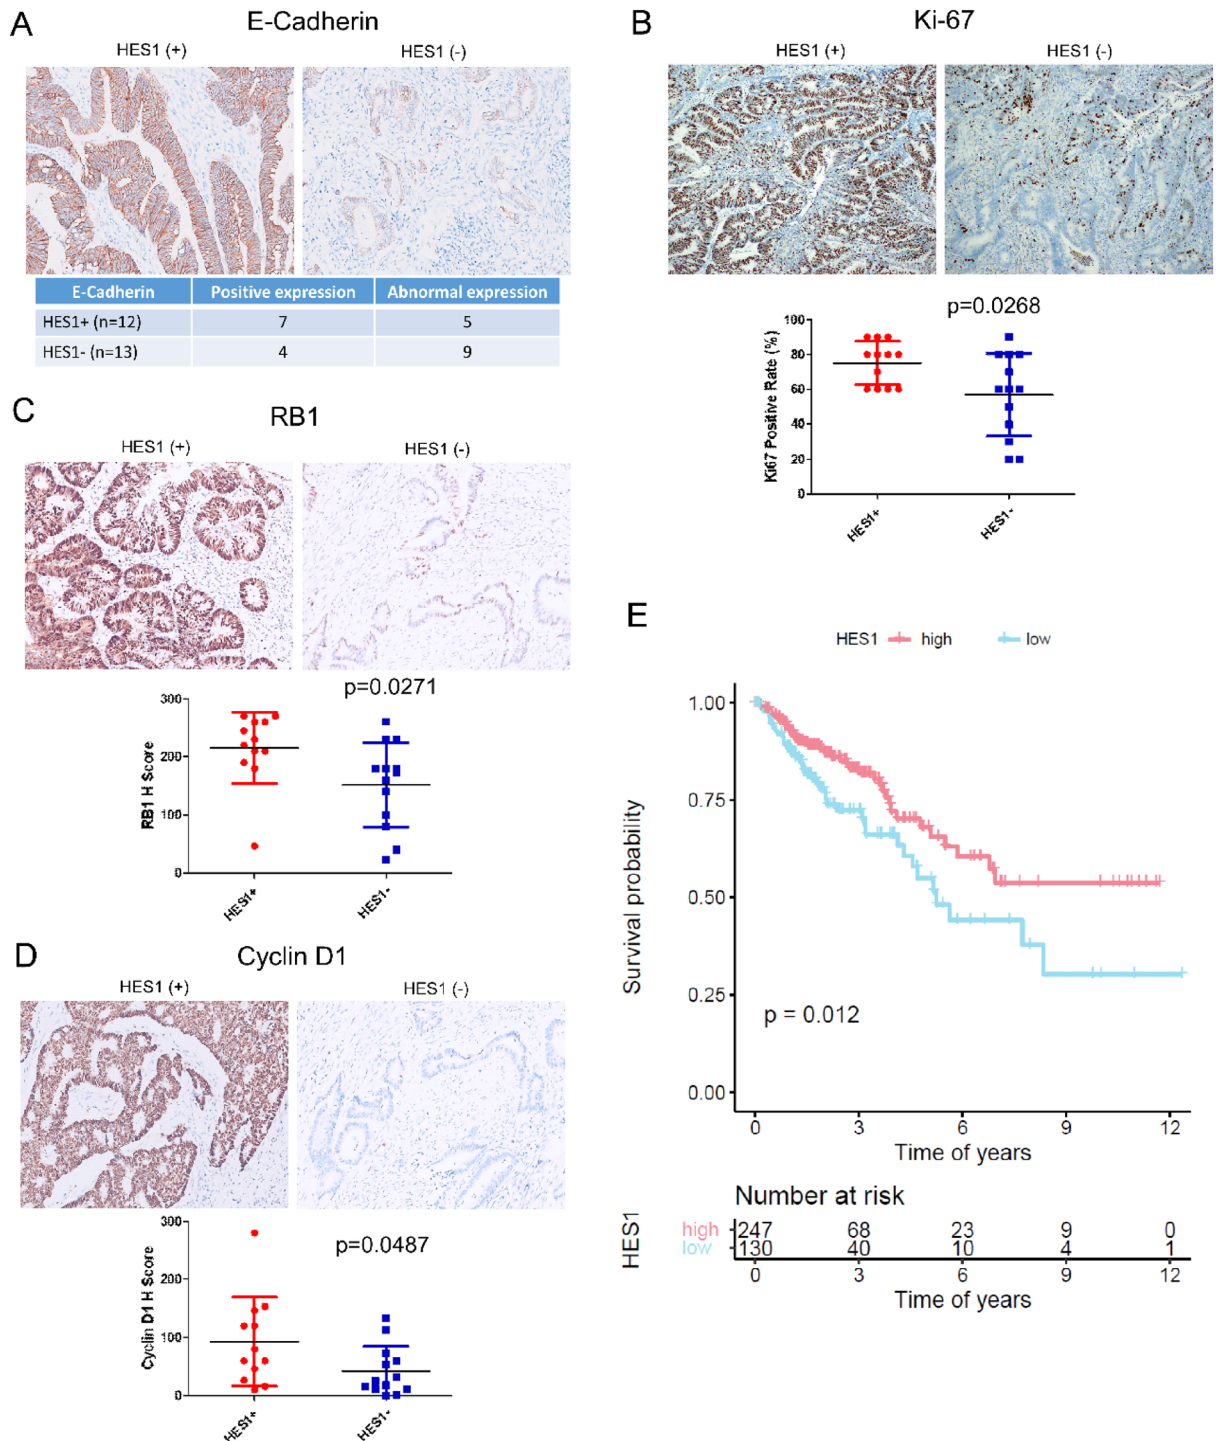 A
E-Cadherin
HES1 (+)
HES1 (-)
E-Cadherin Positive expression Abnormal expression
HES1+ (n=12) 7 5
HES1- (n=13) 4 9
B
Ki-67
HES1 (+)
HES1 (-)
p=0.0268
Ki67 Positive Rate (%)
100
80
60
40
20
0
HES1+
HES1-
C
RB1
HES1 (+)
HES1 (-)
p=0.0271
RB1 H Score
300
200
100
0
HES1+
HES1-
D
Cyclin D1
HES1 (+)
HES1 (-)
p=0.0487
Cyclin D1 H Score
300
200
100
0
HES1+
HES1-
E
HES1 high low
Survival probability
1.00
0.75
0.50
0.25
0.00
p = 0.012
0 3 6 9 12
Time of years
Number at risk
HES1
high 247 68 23 9 0
low 130 40 10 4 1
0 3 6 9 12
Time of years